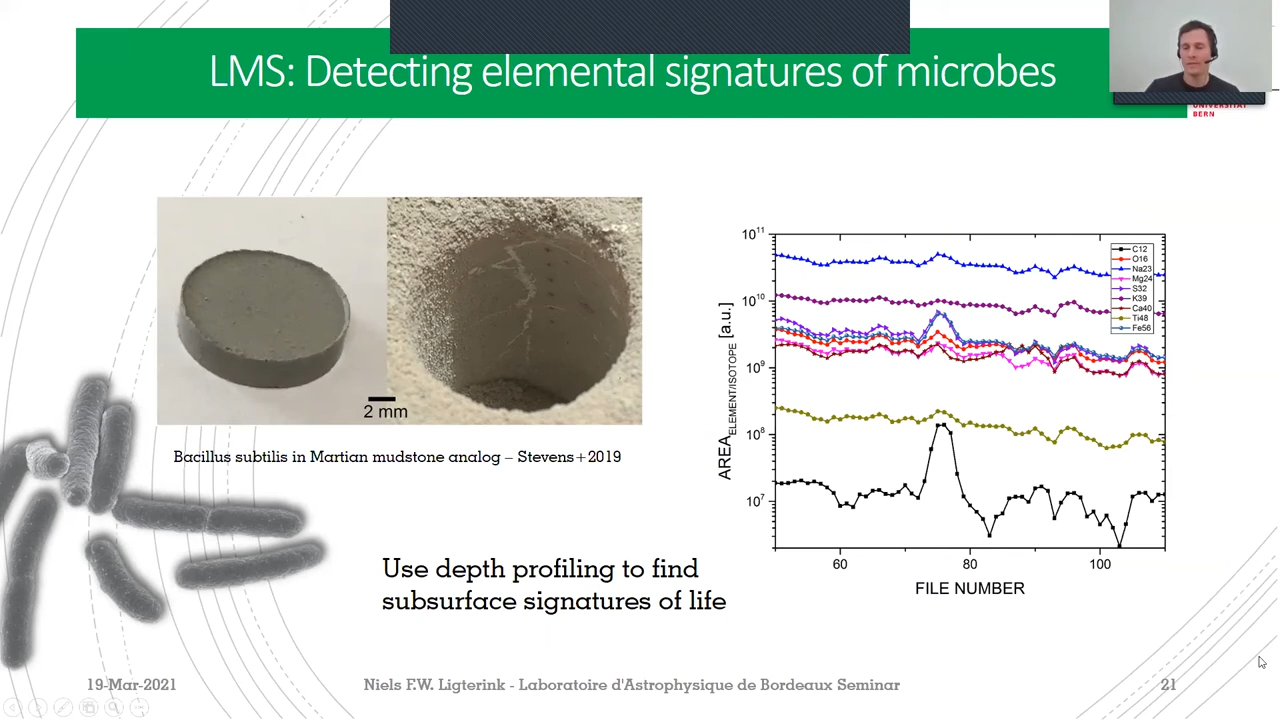 LMS: Detecting elemental signatures of microbes
UNIVERSITÄT
BERN
2 mm
Bacillus subtilis in Martian mudstone analog – Stevens+2019
Use depth profiling to find
subsurface signatures of life
10^11
10^10
10^9
10^8
10^7
AREA_ELEMENT/ISOTOPE [a.u.]
C12
O16
Na23
Mg24
S32
K39
Ca40
Ti48
Fe56
60
80
100
FILE NUMBER
19-Mar-2021
Niels F.W. Ligterink - Laboratoire d'Astrophysique de Bordeaux Seminar
21